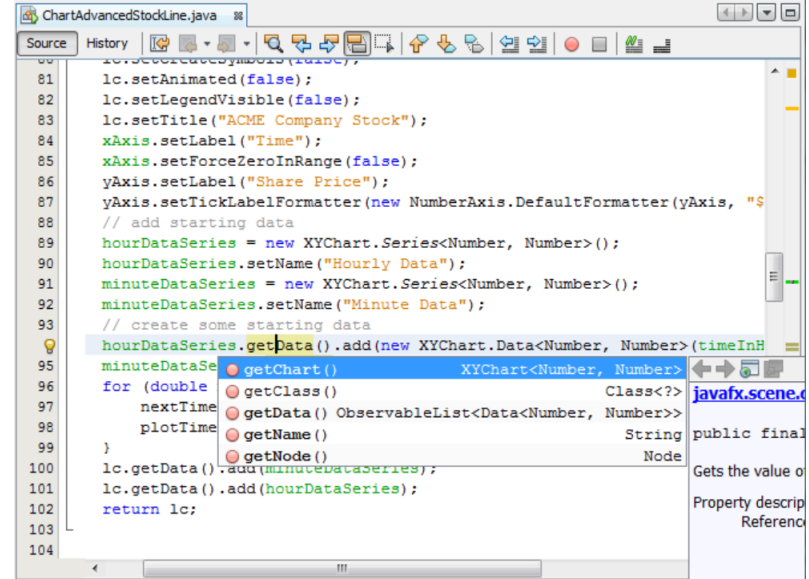 ChartAdvancedStockLine.java
Source History
80 lc.setCreateSymbols(false);
81 lc.setAnimated(false);
82 lc.setLegendVisible(false);
83 lc.setTitle("ACME Company Stock");
84 xAxis.setLabel("Time");
85 xAxis.setForceZeroInRange(false);
86 yAxis.setLabel("Share Price");
87 yAxis.setTickLabelFormatter(new NumberAxis.DefaultFormatter(yAxis, "$
88 // add starting data
89 hourDataSeries = new XYChart.Series<Number, Number>();
90 hourDataSeries.setName("Hourly Data");
91 minuteDataSeries = new XYChart.Series<Number, Number>();
92 minuteDataSeries.setName("Minute Data");
93 // create some starting data
hourDataSeries.getData().add(new XYChart.Data<Number, Number>(timeInH
95 minuteDataSe
96 for (double
97 nextTime
98 plotTime
99 }
getChart() XYChart<Number, Number>
getClass() Class<?>
getData() ObservableList<Data<Number, Number>>
getName() String
getNode() Node
javafx.scene.c
public final
Gets the value o
Property descrip
Reference
100 lc.getData().add(minuteDataSeries);
101 lc.getData().add(hourDataSeries);
102 return lc;
103
104